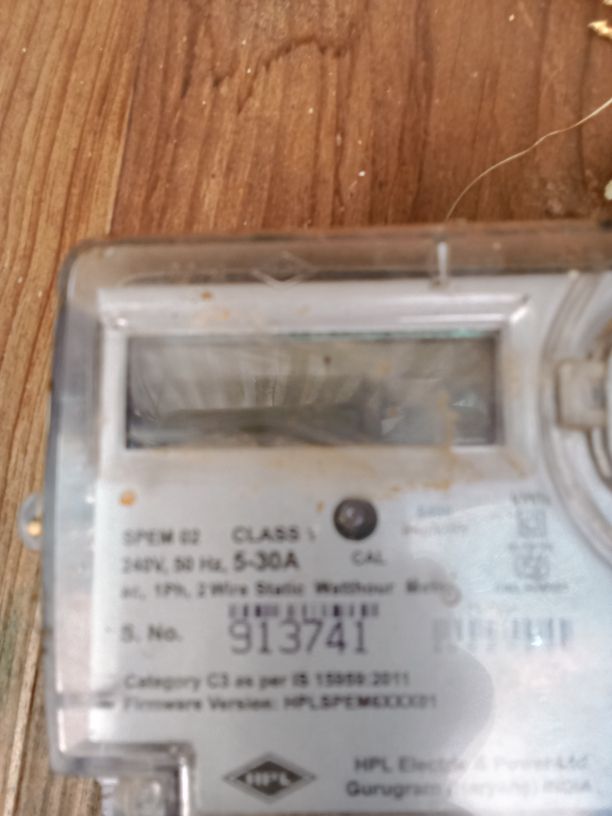 SPEM 02 CLASS 1
240V, 50 Hz, 5-30A
CAL
ac, 1Ph, 2 Wire Static Watthour Meter
S. No. 913741
Category C3 as per IS 15959:2011
Firmware Version: HPLSPEM6XXX01
HPL
HPL Electric & Power Ltd
Gurugram (Haryana) INDIA